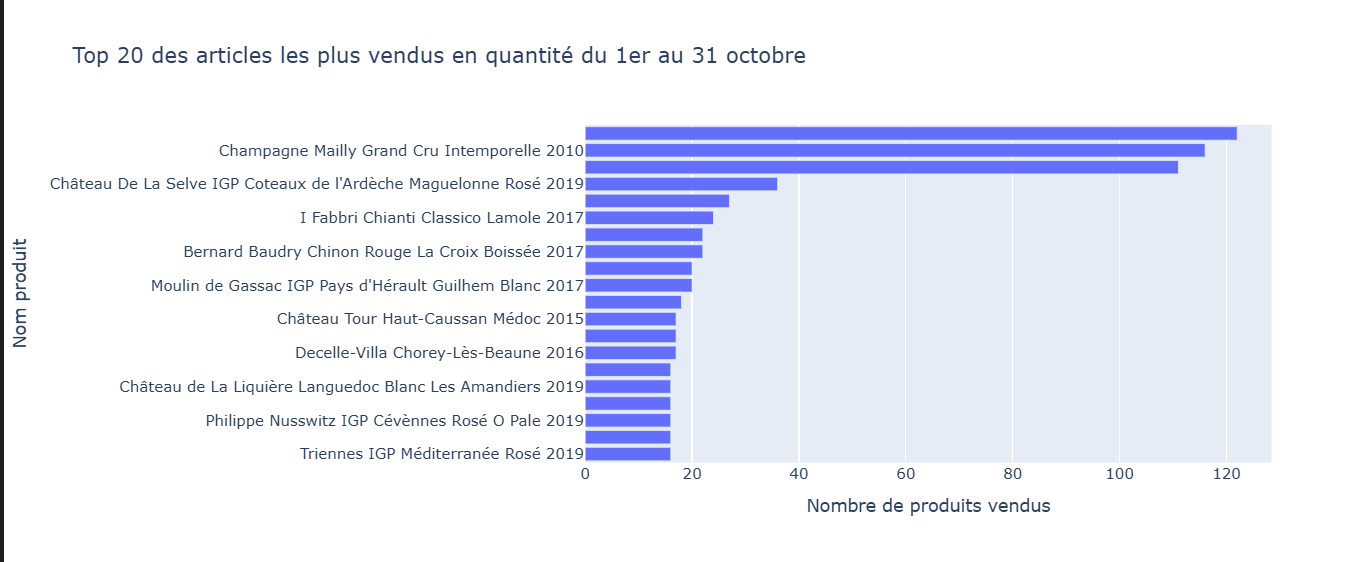 Top 20 des articles les plus vendus en quantité du 1er au 31 octobre
Nom produit
Champagne Mailly Grand Cru Intemporelle 2010
Château De La Selve IGP Coteaux de l'Ardèche Maguelonne Rosé 2019
I Fabbri Chianti Classico Lamole 2017
Bernard Baudry Chinon Rouge La Croix Boissée 2017
Moulin de Gassac IGP Pays d'Hérault Guilhem Blanc 2017
Château Tour Haut-Caussan Médoc 2015
Decelle-Villa Chorey-Lès-Beaune 2016
Château de La Liquière Languedoc Blanc Les Amandiers 2019
Philippe Nusswitz IGP Cévènnes Rosé O Pale 2019
Triennes IGP Méditerranée Rosé 2019
0 20 40 60 80 100 120
Nombre de produits vendus